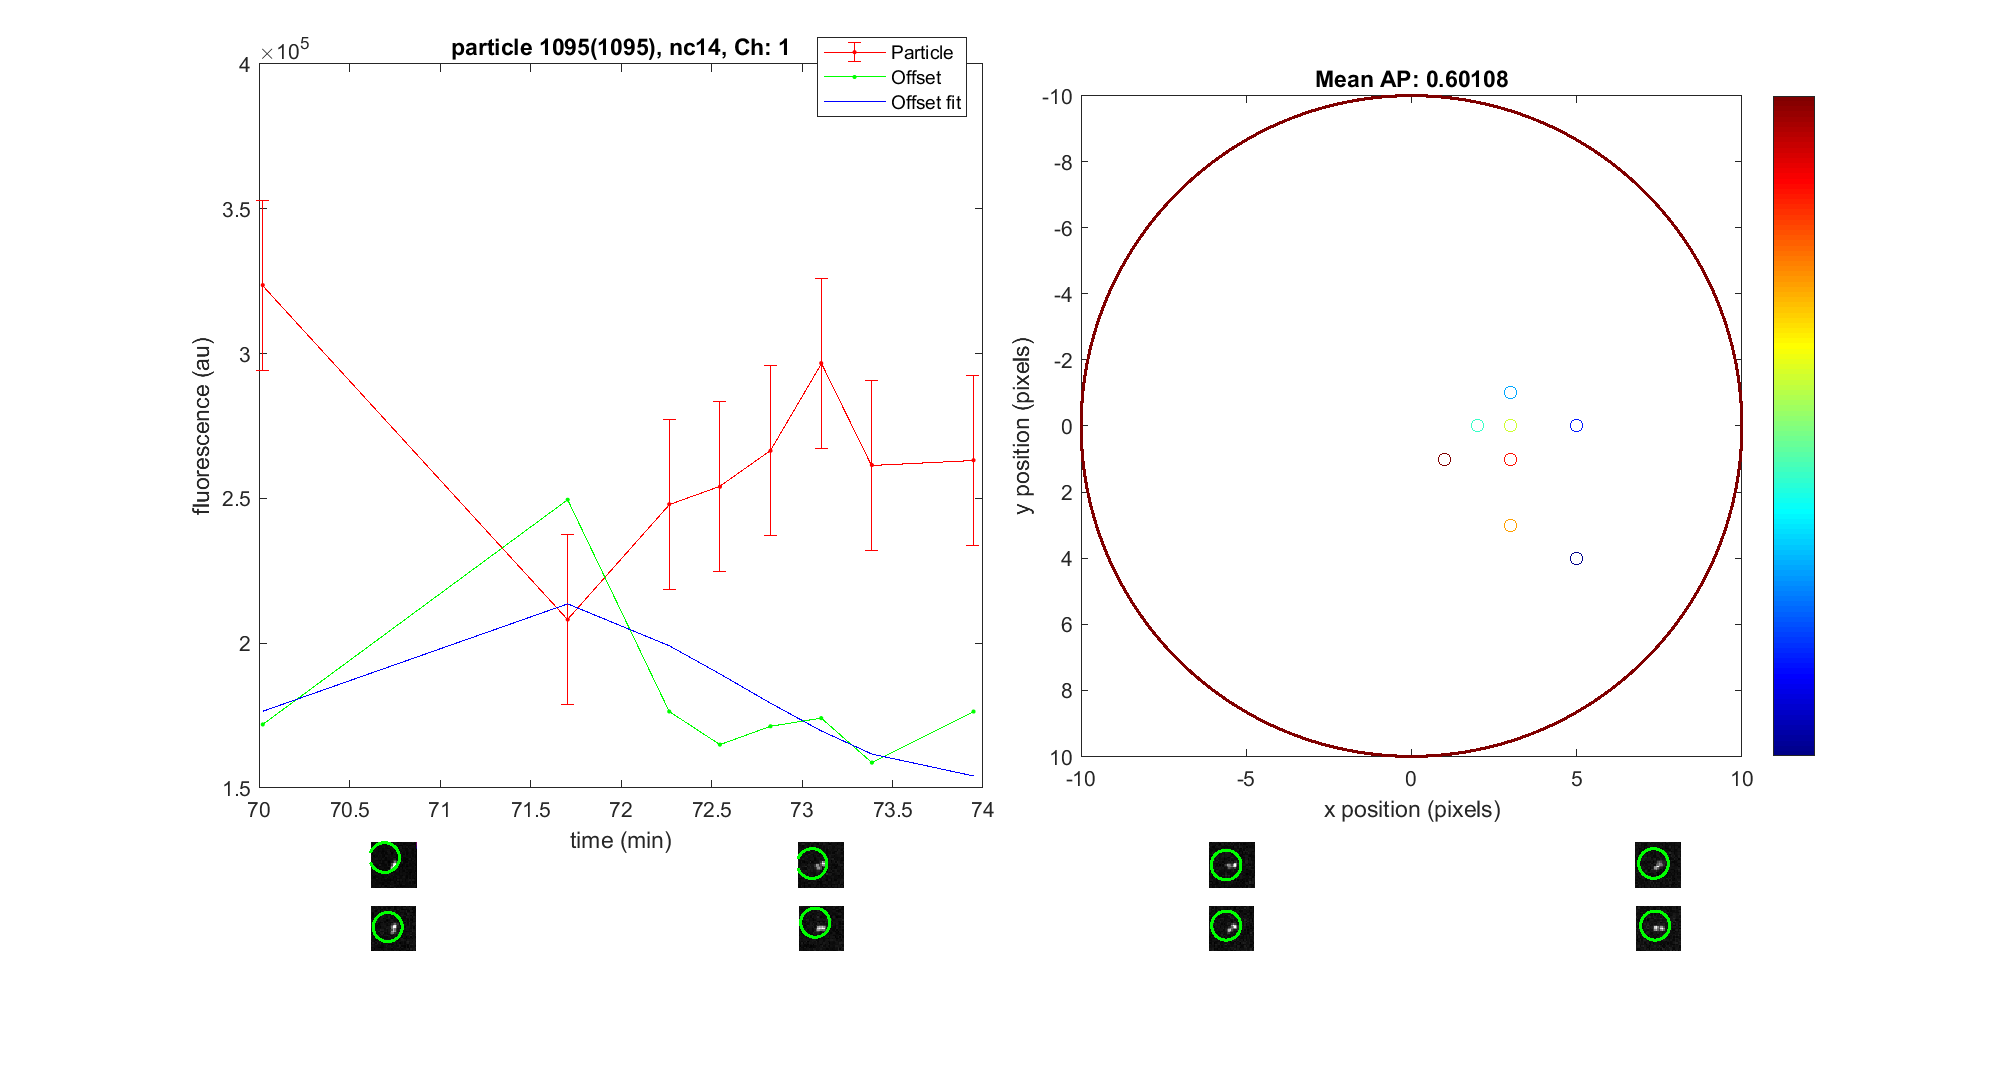 particle 1095(1095), nc14, Ch: 1
×10^5
Particle
Offset
Offset fit
4
3.5
3
2.5
2
1.5
fluorescence (au)
70 70.5 71 71.5 72 72.5 73 73.5 74
time (min)
Mean AP: 0.60108
-10
-8
-6
-4
-2
0
2
4
6
8
10
y position (pixels)
-10 -5 0 5 10
x position (pixels)